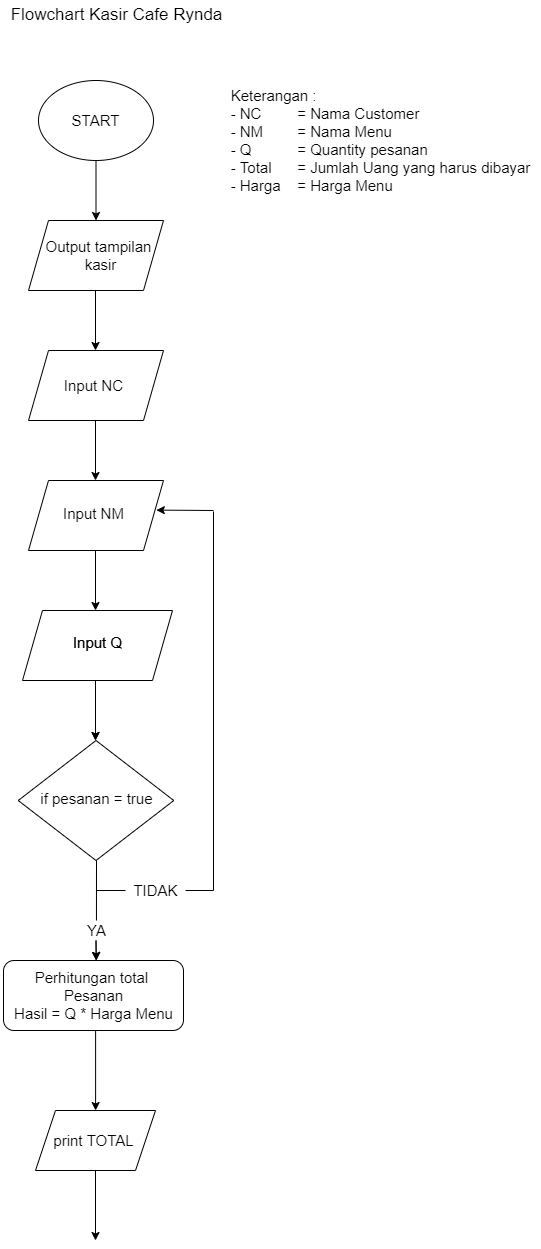 Flowchart Kasir Cafe Rynda
START
Keterangan :
- NC = Nama Customer
- NM = Nama Menu
- Q = Quantity pesanan
- Total = Jumlah Uang yang harus dibayar
- Harga = Harga Menu
Output tampilan
kasir
Input NC
Input NM
Input Q
if pesanan = true
TIDAK
YA
Perhitungan total
Pesanan
Hasil = Q * Harga Menu
print TOTAL